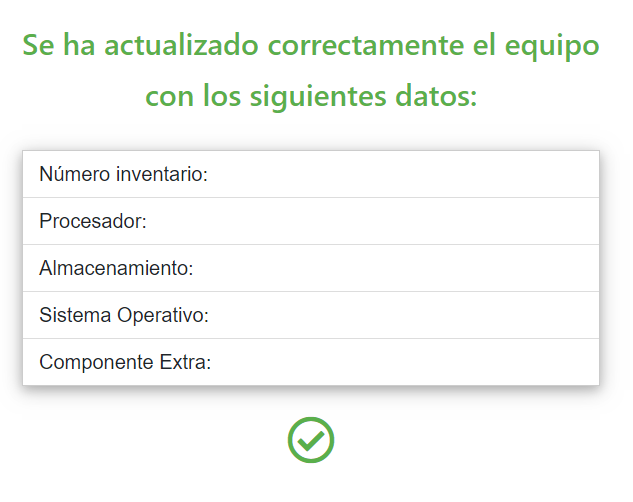 Se ha actualizado correctamente el equipo
con los siguientes datos:
Número inventario:
Procesador:
Almacenamiento:
Sistema Operativo:
Componente Extra: